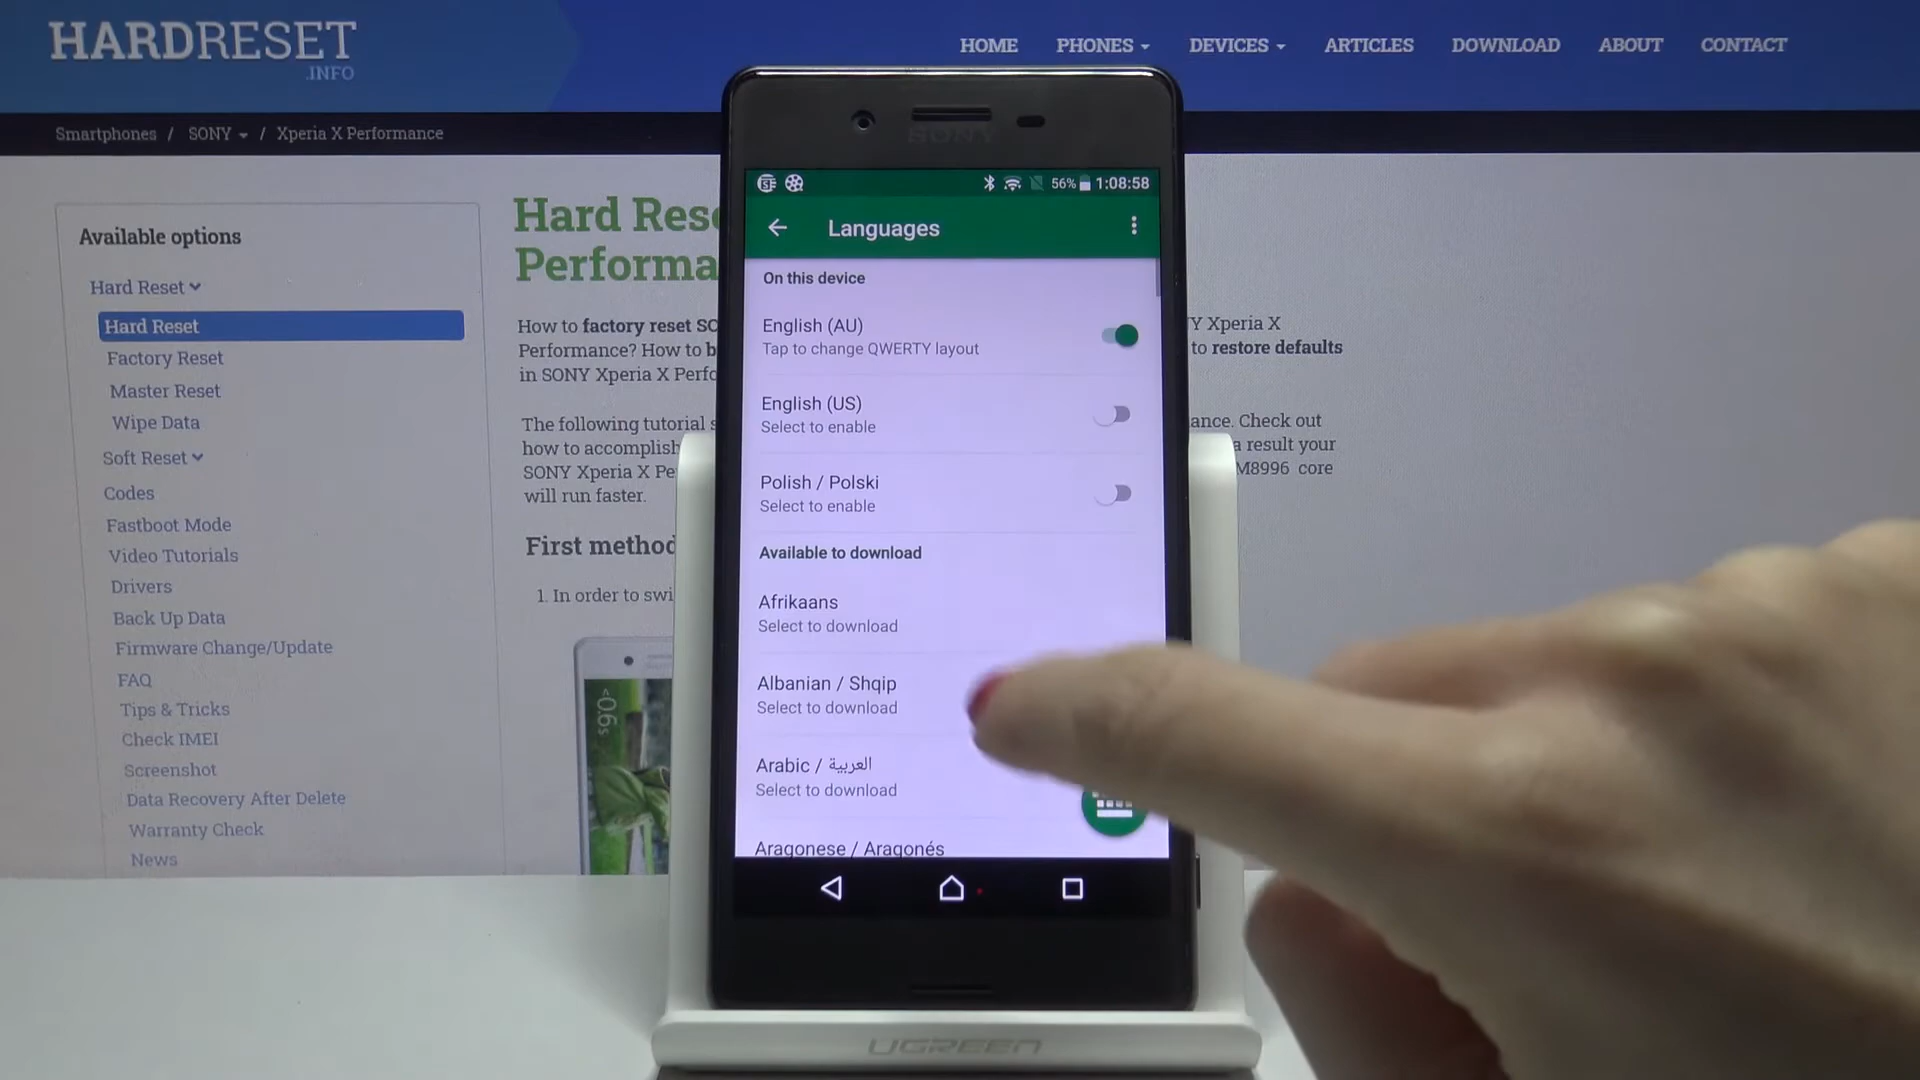 HARDRESET
.INFO
HOME PHONES DEVICES ARTICLES DOWNLOAD ABOUT CONTACT
Smartphones / SONY / Xperia X Performance
Available options
Hard Reset
Hard Reset
Factory Reset
Master Reset
Wipe Data
Soft Reset
Codes
Fastboot Mode
Video Tutorials
Drivers
Back Up Data
Firmware Change/Update
FAQ
Tips & Tricks
Check IMEI
Screenshot
Data Recovery After Delete
Warranty Check
News
Hard Res
Performa
How to factory reset SO
Performance? How to b
in SONY Xperia X Perfo
The following tutorial s
how to accomplish
SONY Xperia X Pe
will run faster.
First method
1. In order to swi
Y Xperia X
to restore defaults
ance. Check out
a result your
M8996 core
SONY
56% 1:08:58
Languages
On this device
English (AU)
Tap to change QWERTY layout
English (US)
Select to enable
Polish / Polski
Select to enable
Available to download
Afrikaans
Select to download
Albanian / Shqip
Select to download
Arabic / العربية
Select to download
Aragonese / Aragonés
UGREEN